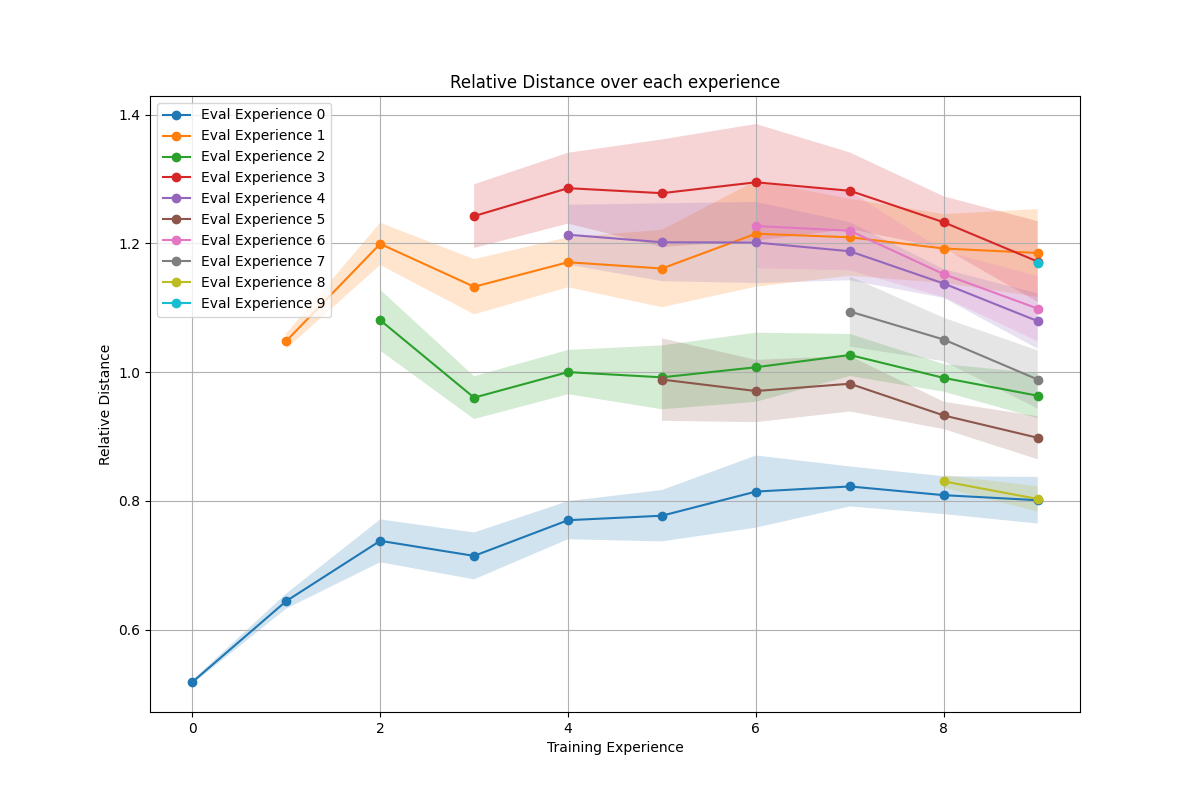 Relative Distance over each experience
Eval Experience 0
Eval Experience 1
Eval Experience 2
Eval Experience 3
Eval Experience 4
Eval Experience 5
Eval Experience 6
Eval Experience 7
Eval Experience 8
Eval Experience 9
1.4
1.2
1.0
0.8
0.6
Relative Distance
0 2 4 6 8
Training Experience